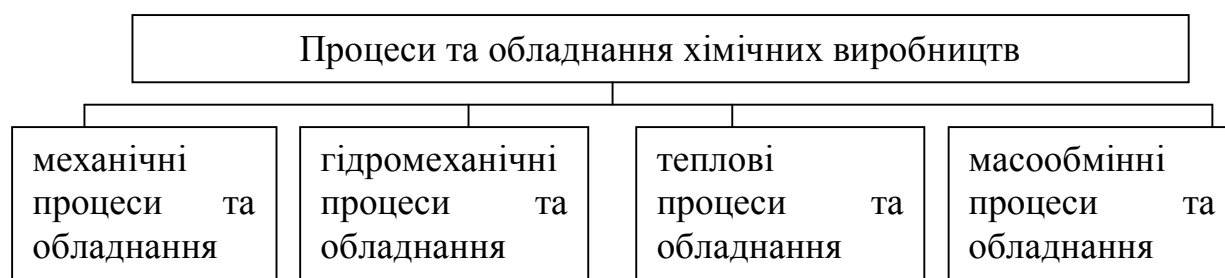 Процеси та обладнання хімічних виробництв
механічні
процеси та
обладнання
гідромеханічні
процеси та
обладнання
теплові
процеси та
обладнання
масообмінні
процеси та
обладнання